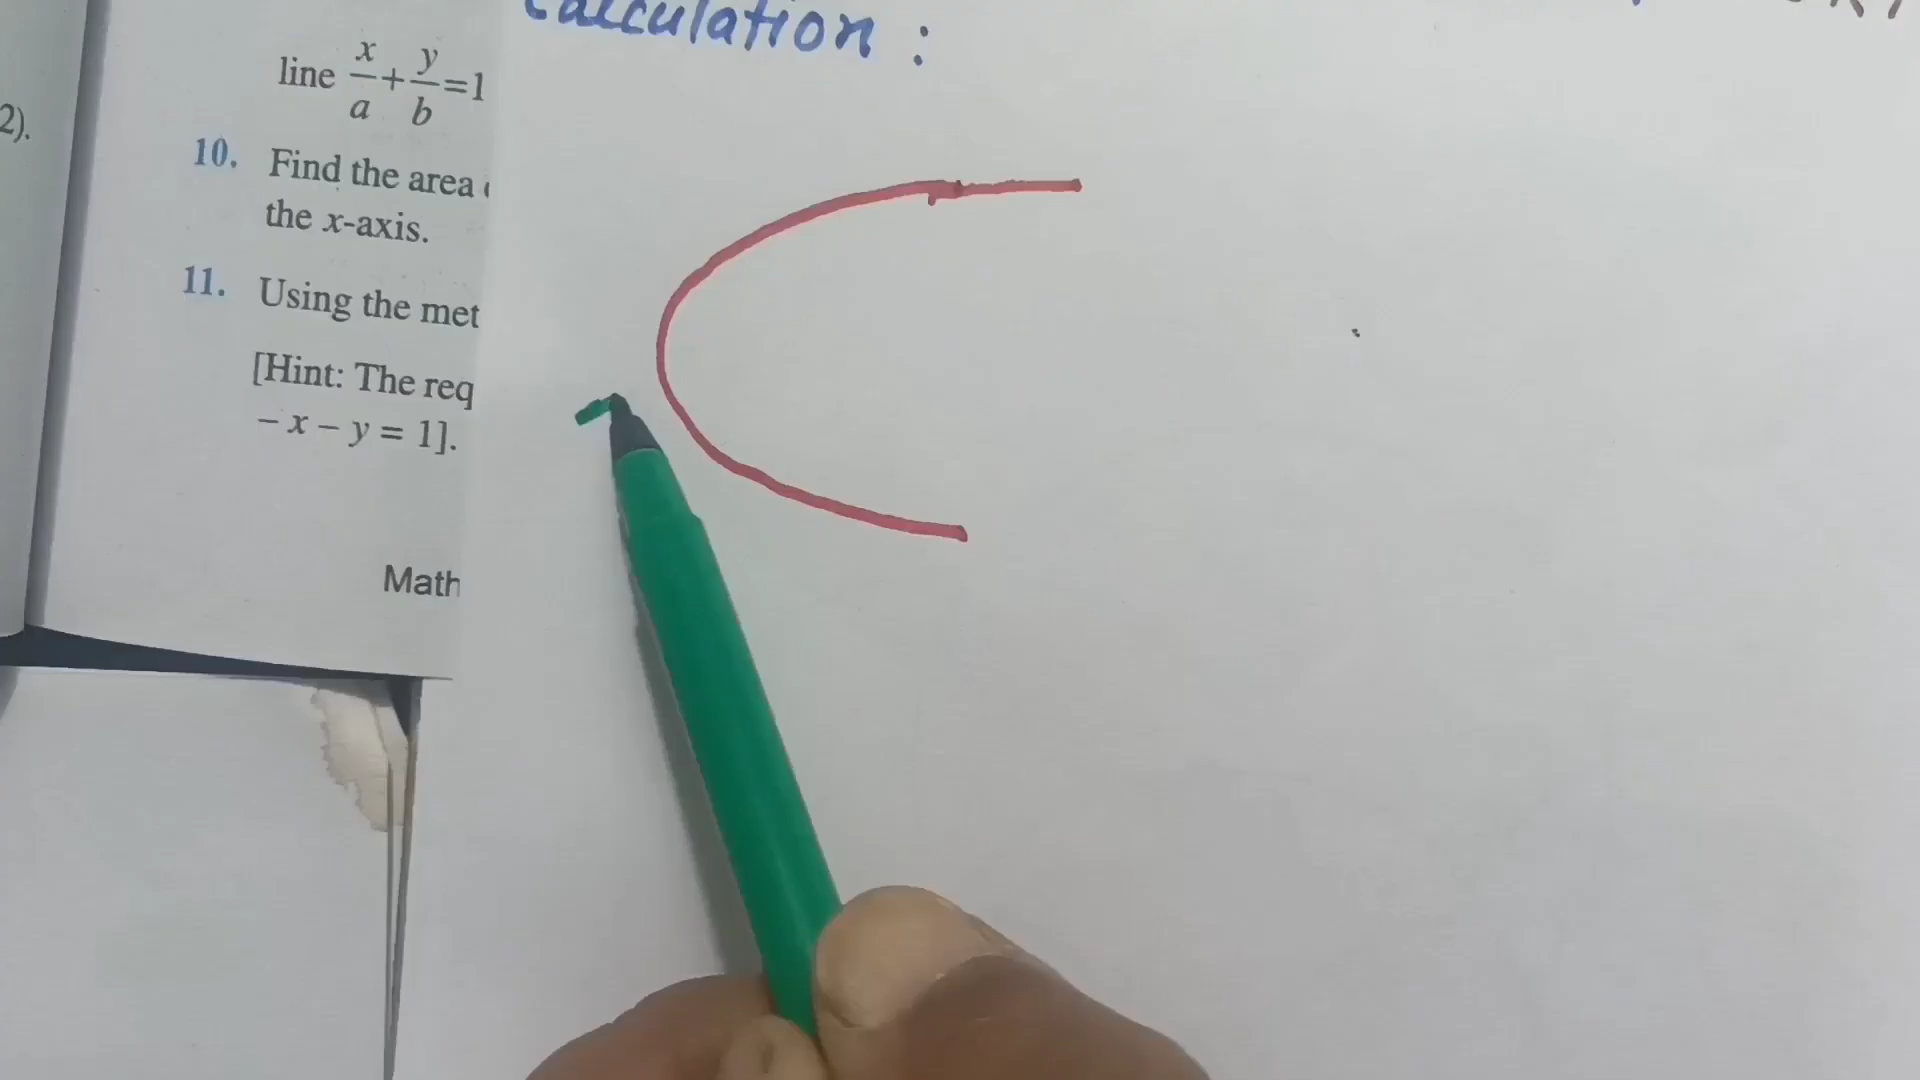 Calculation :
2).
line x/a + y/b = 1
10. Find the area
the x-axis.
11. Using the met
[Hint: The req
– x – y = 1].
Math